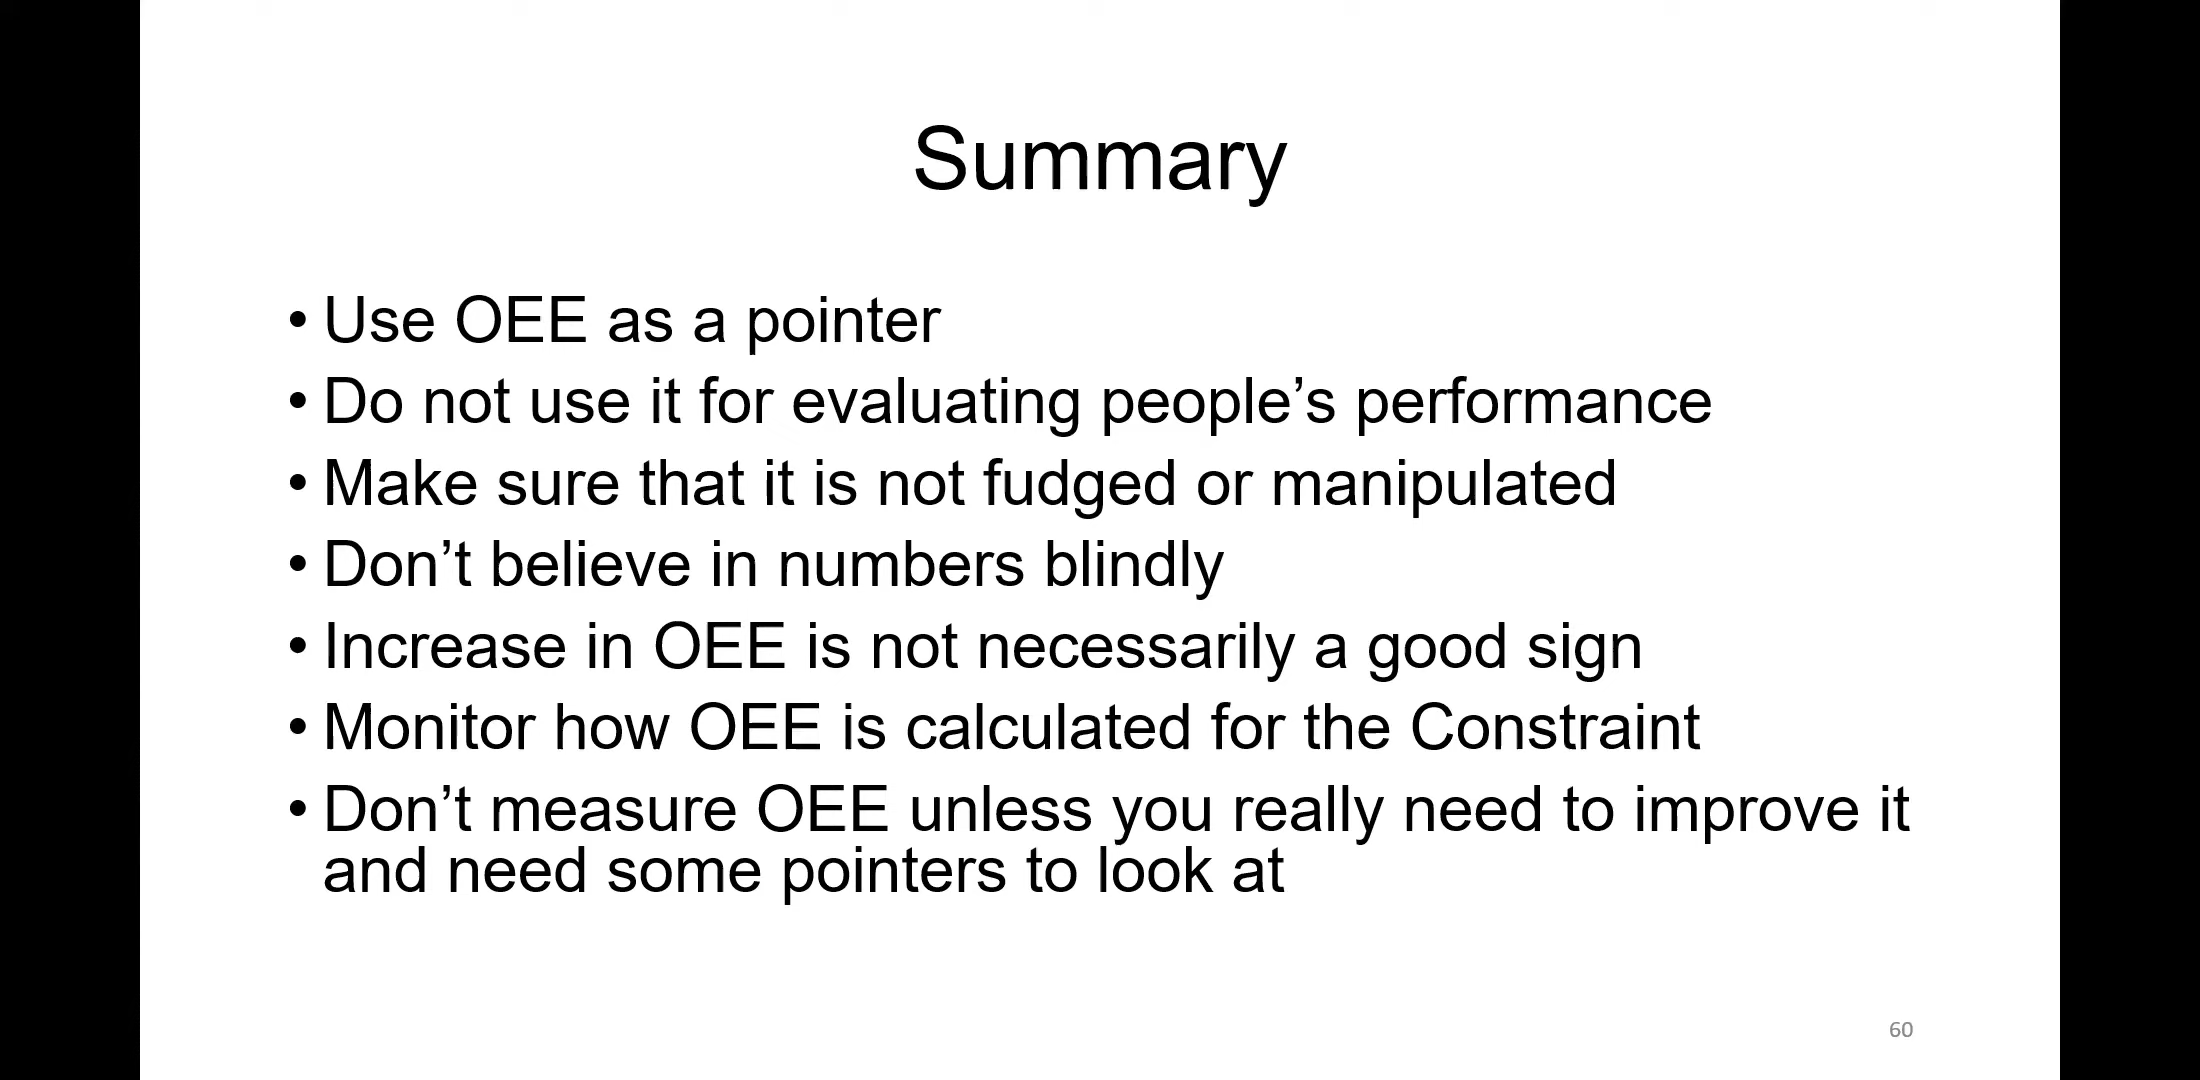 Summary
• Use OEE as a pointer
• Do not use it for evaluating people’s performance
• Make sure that it is not fudged or manipulated
• Don’t believe in numbers blindly
• Increase in OEE is not necessarily a good sign
• Monitor how OEE is calculated for the Constraint
• Don’t measure OEE unless you really need to improve it
and need some pointers to look at
60